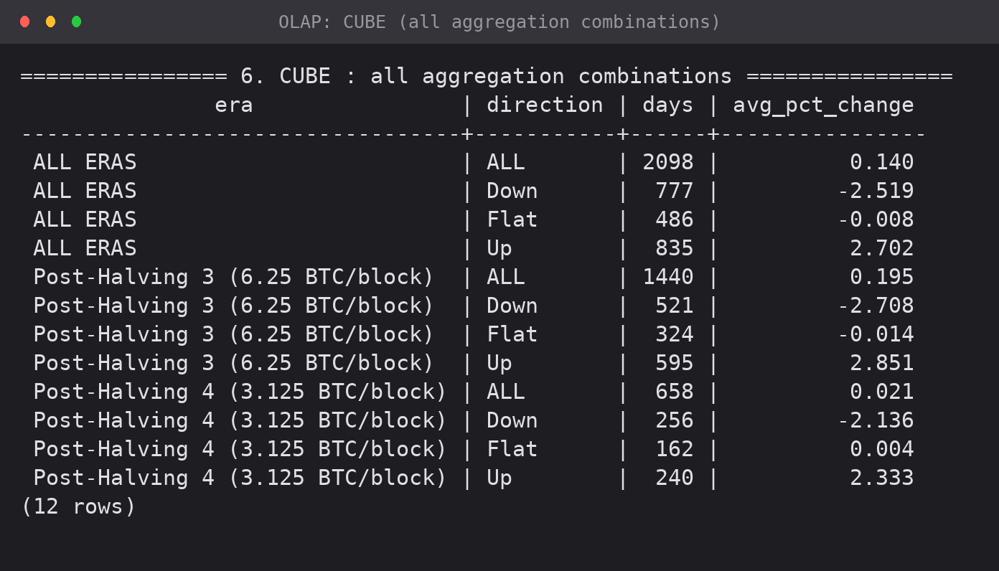 OLAP: CUBE (all aggregation combinations)
================ 6. CUBE : all aggregation combinations ================
               era                | direction | days | avg_pct_change
----------------------------------+-----------+------+----------------
 ALL ERAS                         | ALL       | 2098 |          0.140
 ALL ERAS                         | Down      |  777 |         -2.519
 ALL ERAS                         | Flat      |  486 |         -0.008
 ALL ERAS                         | Up        |  835 |          2.702
 Post-Halving 3 (6.25 BTC/block)  | ALL       | 1440 |          0.195
 Post-Halving 3 (6.25 BTC/block)  | Down      |  521 |         -2.708
 Post-Halving 3 (6.25 BTC/block)  | Flat      |  324 |         -0.014
 Post-Halving 3 (6.25 BTC/block)  | Up        |  595 |          2.851
 Post-Halving 4 (3.125 BTC/block) | ALL       |  658 |          0.021
 Post-Halving 4 (3.125 BTC/block) | Down      |  256 |         -2.136
 Post-Halving 4 (3.125 BTC/block) | Flat      |  162 |          0.004
 Post-Halving 4 (3.125 BTC/block) | Up        |  240 |          2.333
(12 rows)